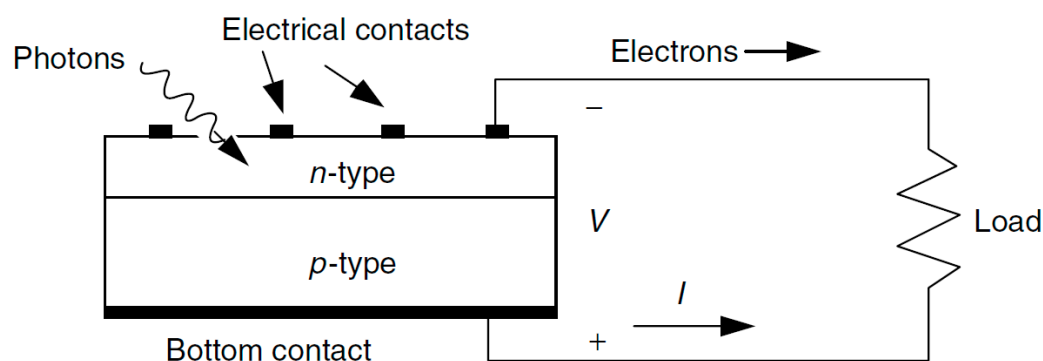 Electrical contacts
Photons
Electrons
–
n-type
V
Load
p-type
I
+
Bottom contact